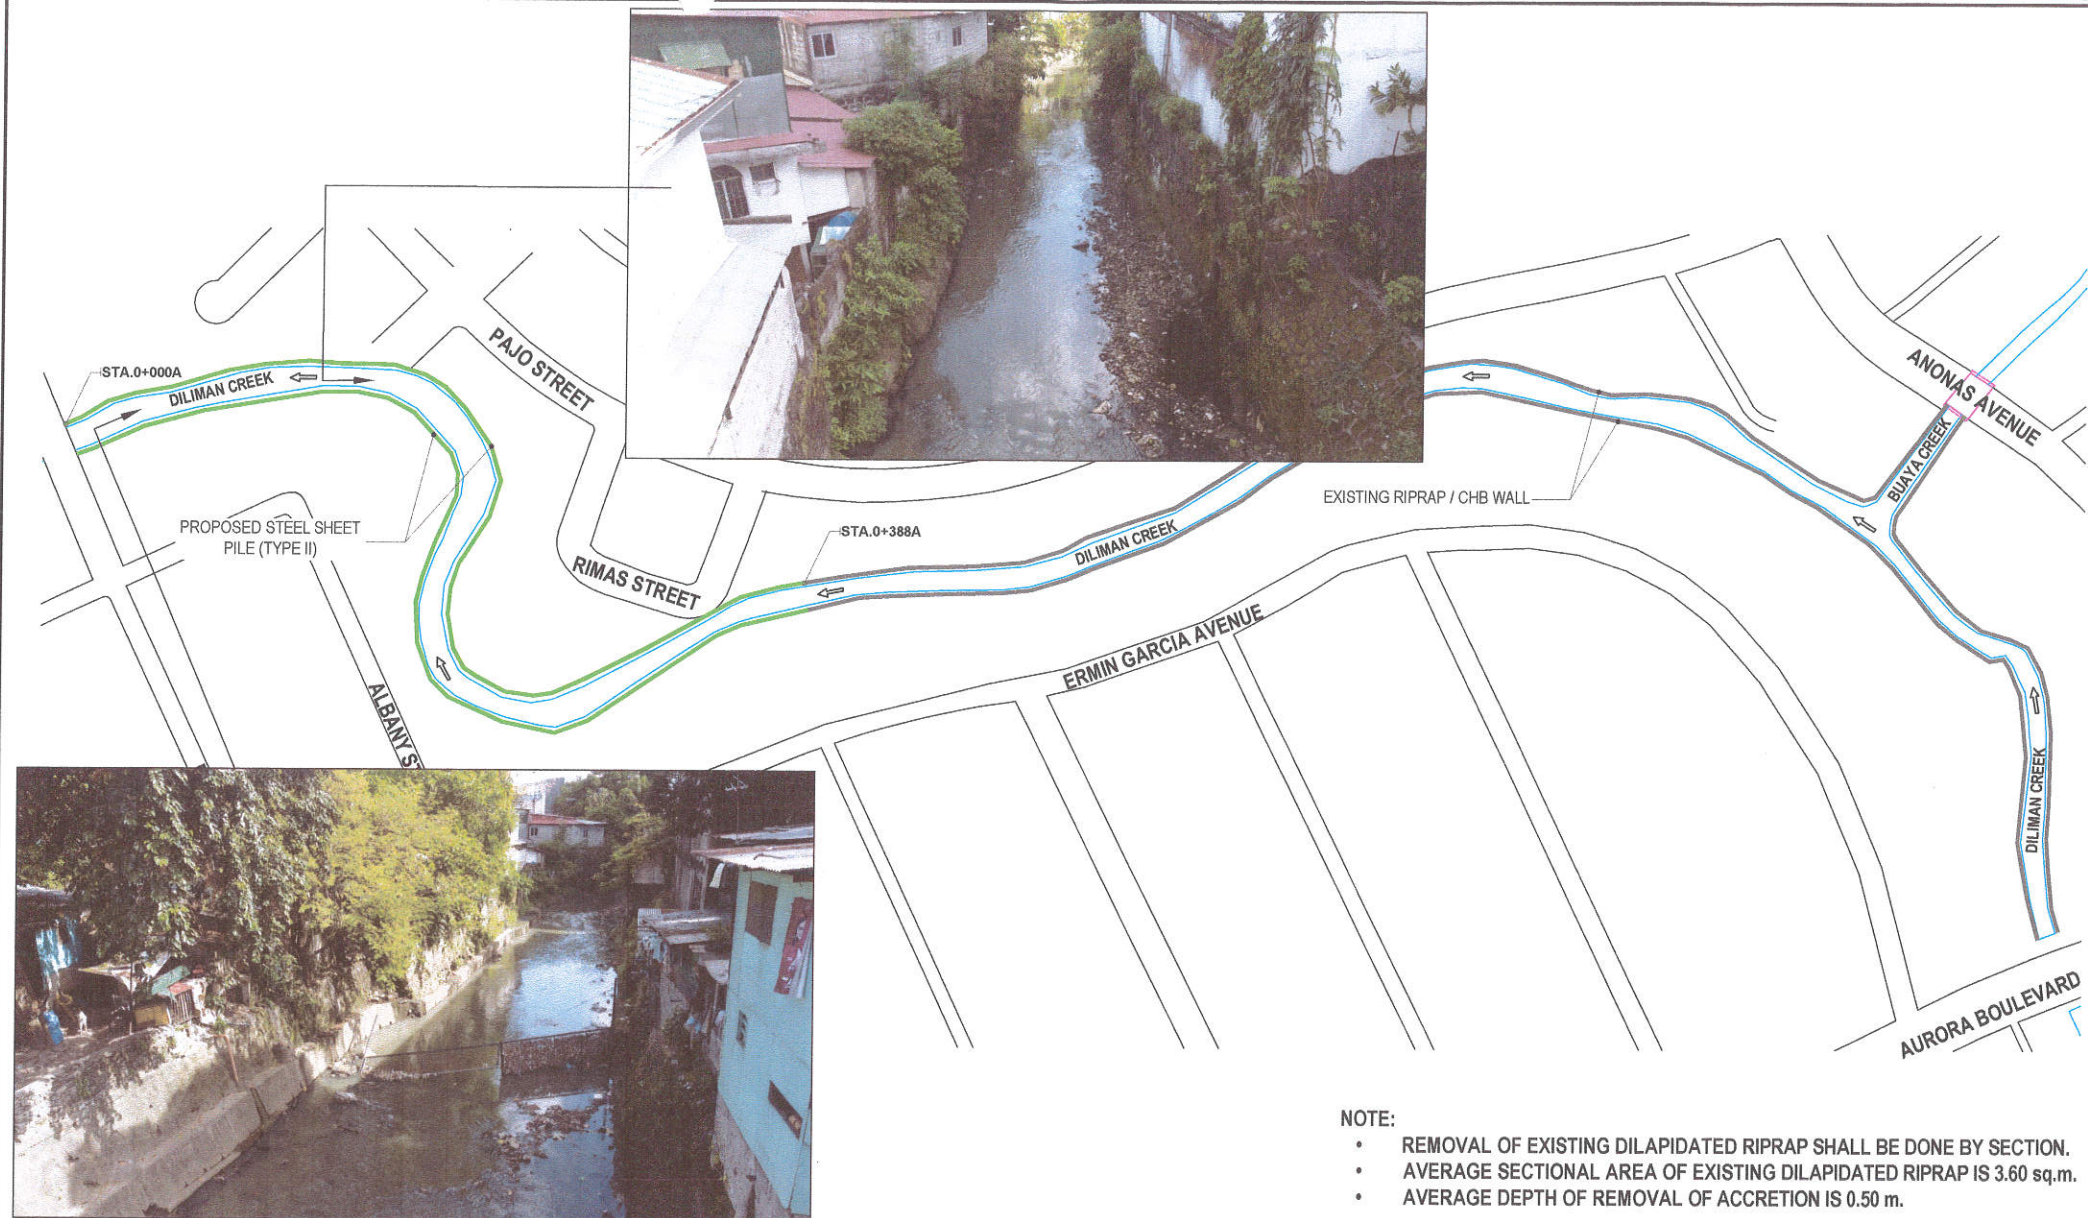 STA.0+000A
DILIMAN CREEK
PAJO STREET
PROPOSED STEEL SHEET
PILE (TYPE II)
RIMAS STREET
STA.0+388A
ALBANY ST
DILIMAN CREEK
ERMIN GARCIA AVENUE
EXISTING RIPRAP / CHB WALL
ANONAS AVENUE
BUAYA CREEK
DILIMAN CREEK
AURORA BOULEVARD
NOTE:
• REMOVAL OF EXISTING DILAPIDATED RIPRAP SHALL BE DONE BY SECTION.
• AVERAGE SECTIONAL AREA OF EXISTING DILAPIDATED RIPRAP IS 3.60 sq.m.
• AVERAGE DEPTH OF REMOVAL OF ACCRETION IS 0.50 m.